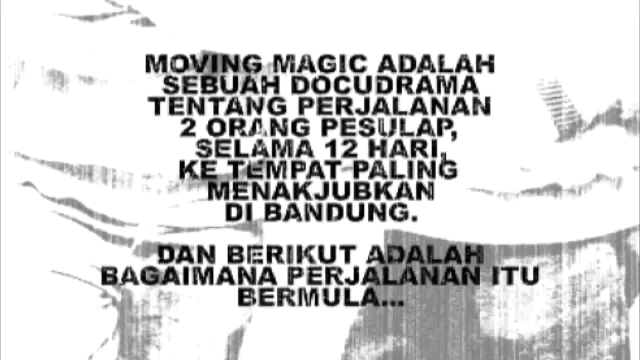 MOVING MAGIC ADALAH
SEBUAH DOCUDRAMA
TENTANG PERJALANAN
2 ORANG PESULAP,
SELAMA 12 HARI,
KE TEMPAT PALING
MENAKJUBKAN
DI BANDUNG.
DAN BERIKUT ADALAH
BAGAIMANA PERJALANAN ITU
BERMULA...